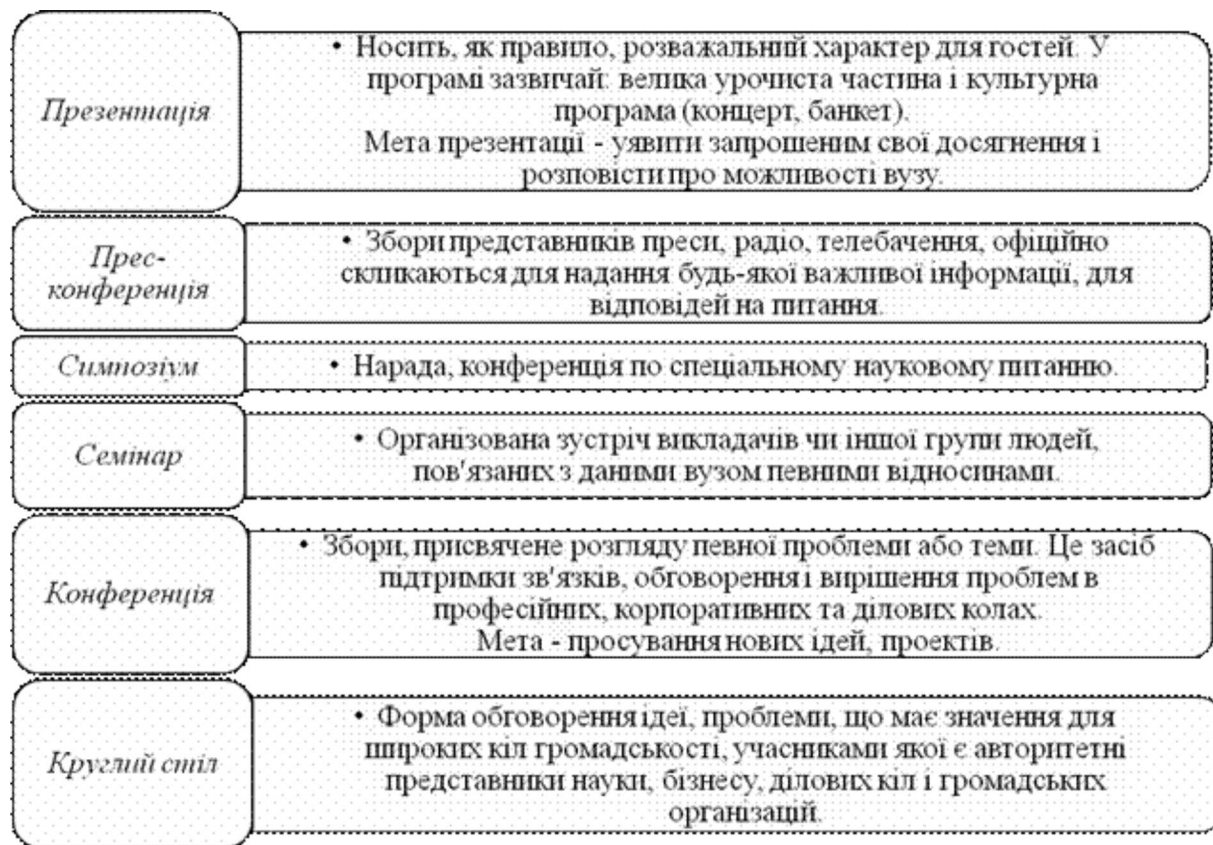 Презентація
• Носить, як правило, розважальний характер для гостей. У
програмі зазвичай: велика урочиста частина і культурна
програма (концерт, банкет).
Мета презентації - уявити запрошеним свої досягнення і
розповісти про можливості вузу.
Прес-
конференція
• Збори представників преси, радіо, телебачення, офіційно
скликаються для надання будь-якої важливої інформації, для
відповідей на питання.
Симпозіум
• Нарада, конференція по спеціальному науковому питанню.
Семінар
• Організована зустріч викладачів чи іншої групи людей,
пов'язаних з даними вузом певними відносинами.
Конференція
• Збори, присвячене розгляду певної проблеми або теми. Це засіб
підтримки зв'язків, обговорення і вирішення проблем в
професійних, корпоративних та ділових колах.
Мета - просування нових ідей, проектів.
Круглий стіл
• Форма обговорення ідеї, проблеми, що має значення для
широких кіл громадськості, учасниками якої є авторитетні
представники науки, бізнесу, ділових кіл і громадських
організацій.